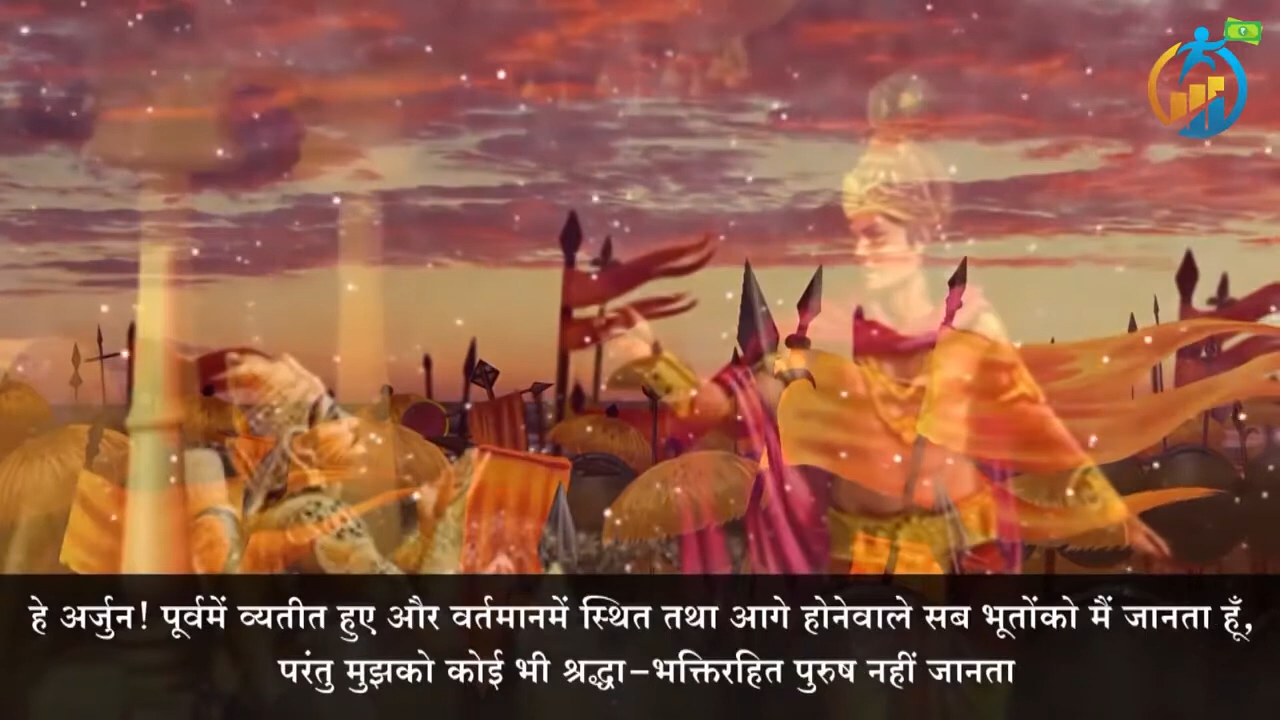 हे अर्जुन! पूर्वमें व्यतीत हुए और वर्तमानमें स्थित तथा आगे होनेवाले सब भूतोंको मैं जानता हूँ,
परंतु मुझको कोई भी श्रद्धा-भक्तिरहित पुरुष नहीं जानता